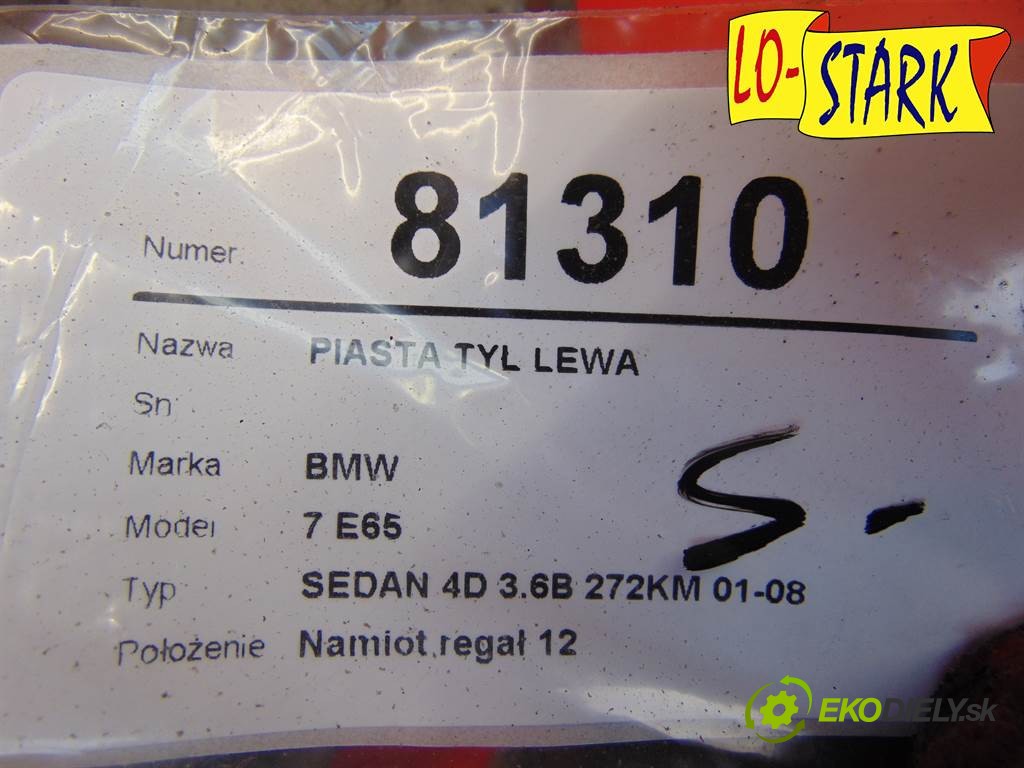 LO-STARK
Numer. 81310
Nazwa PIASTA TYL LEWA
Sn
Marka BMW
Model 7 E65
Typ SEDAN 4D 3.6B 272KM 01-08
Położenie Namiot regał 12
S -
EKODIELY.sk